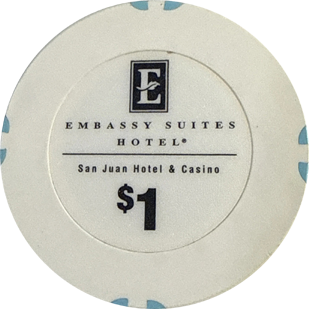 E
EMBASSY SUITES
HOTEL®
San Juan Hotel & Casino
$1